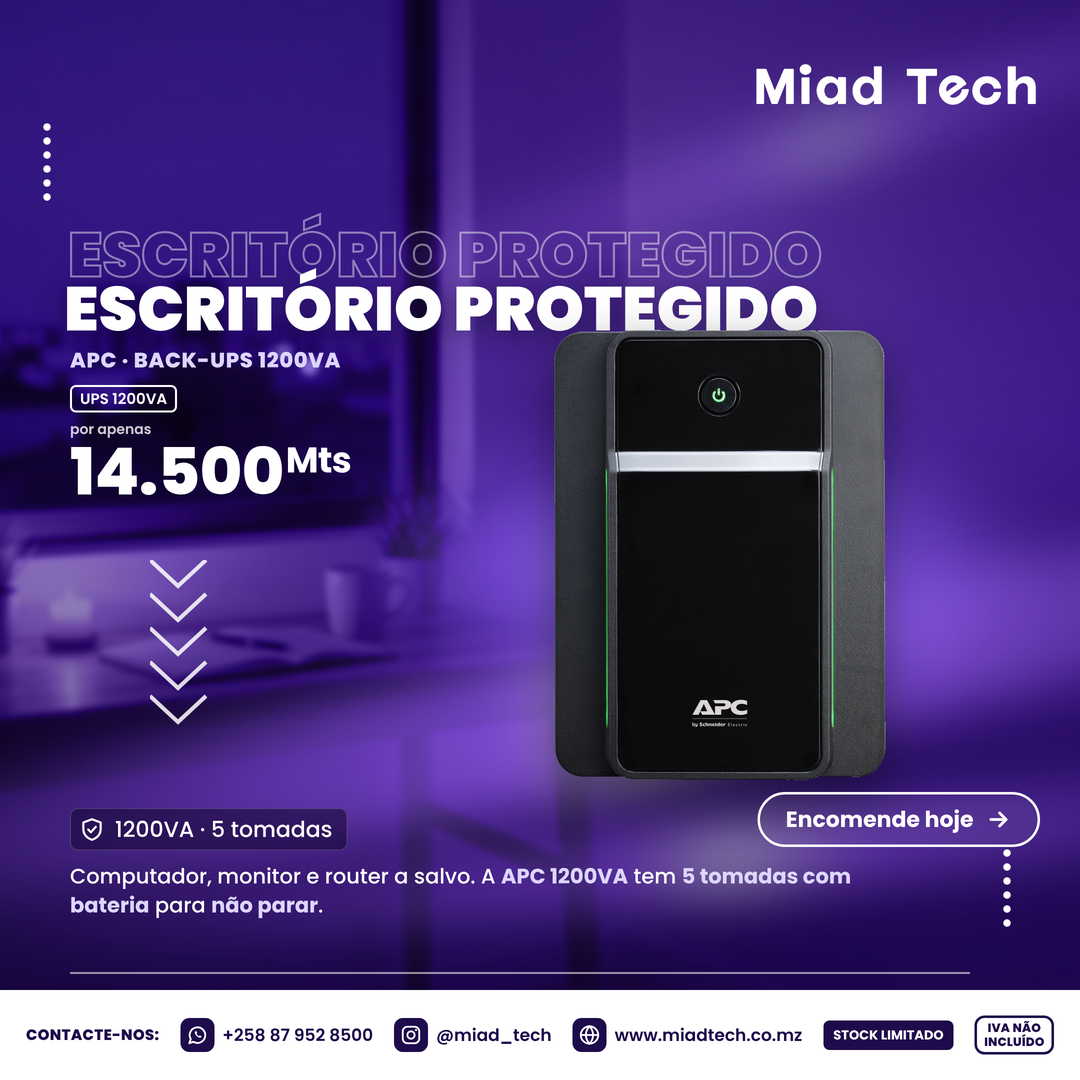 Miad Tech
ESCRITÓRIO PROTEGIDO
ESCRITÓRIO PROTEGIDO
APC · BACK-UPS 1200VA
UPS 1200VA
por apenas
14.500Mts
APC
by Schneider Electric
Encomende hoje
1200VA · 5 tomadas
Computador, monitor e router a salvo. A APC 1200VA tem 5 tomadas com
bateria para não parar.
CONTACTE-NOS: +258 87 952 8500 @miad_tech www.miadtech.co.mz STOCK LIMITADO
IVA NÃO
INCLUÍDO